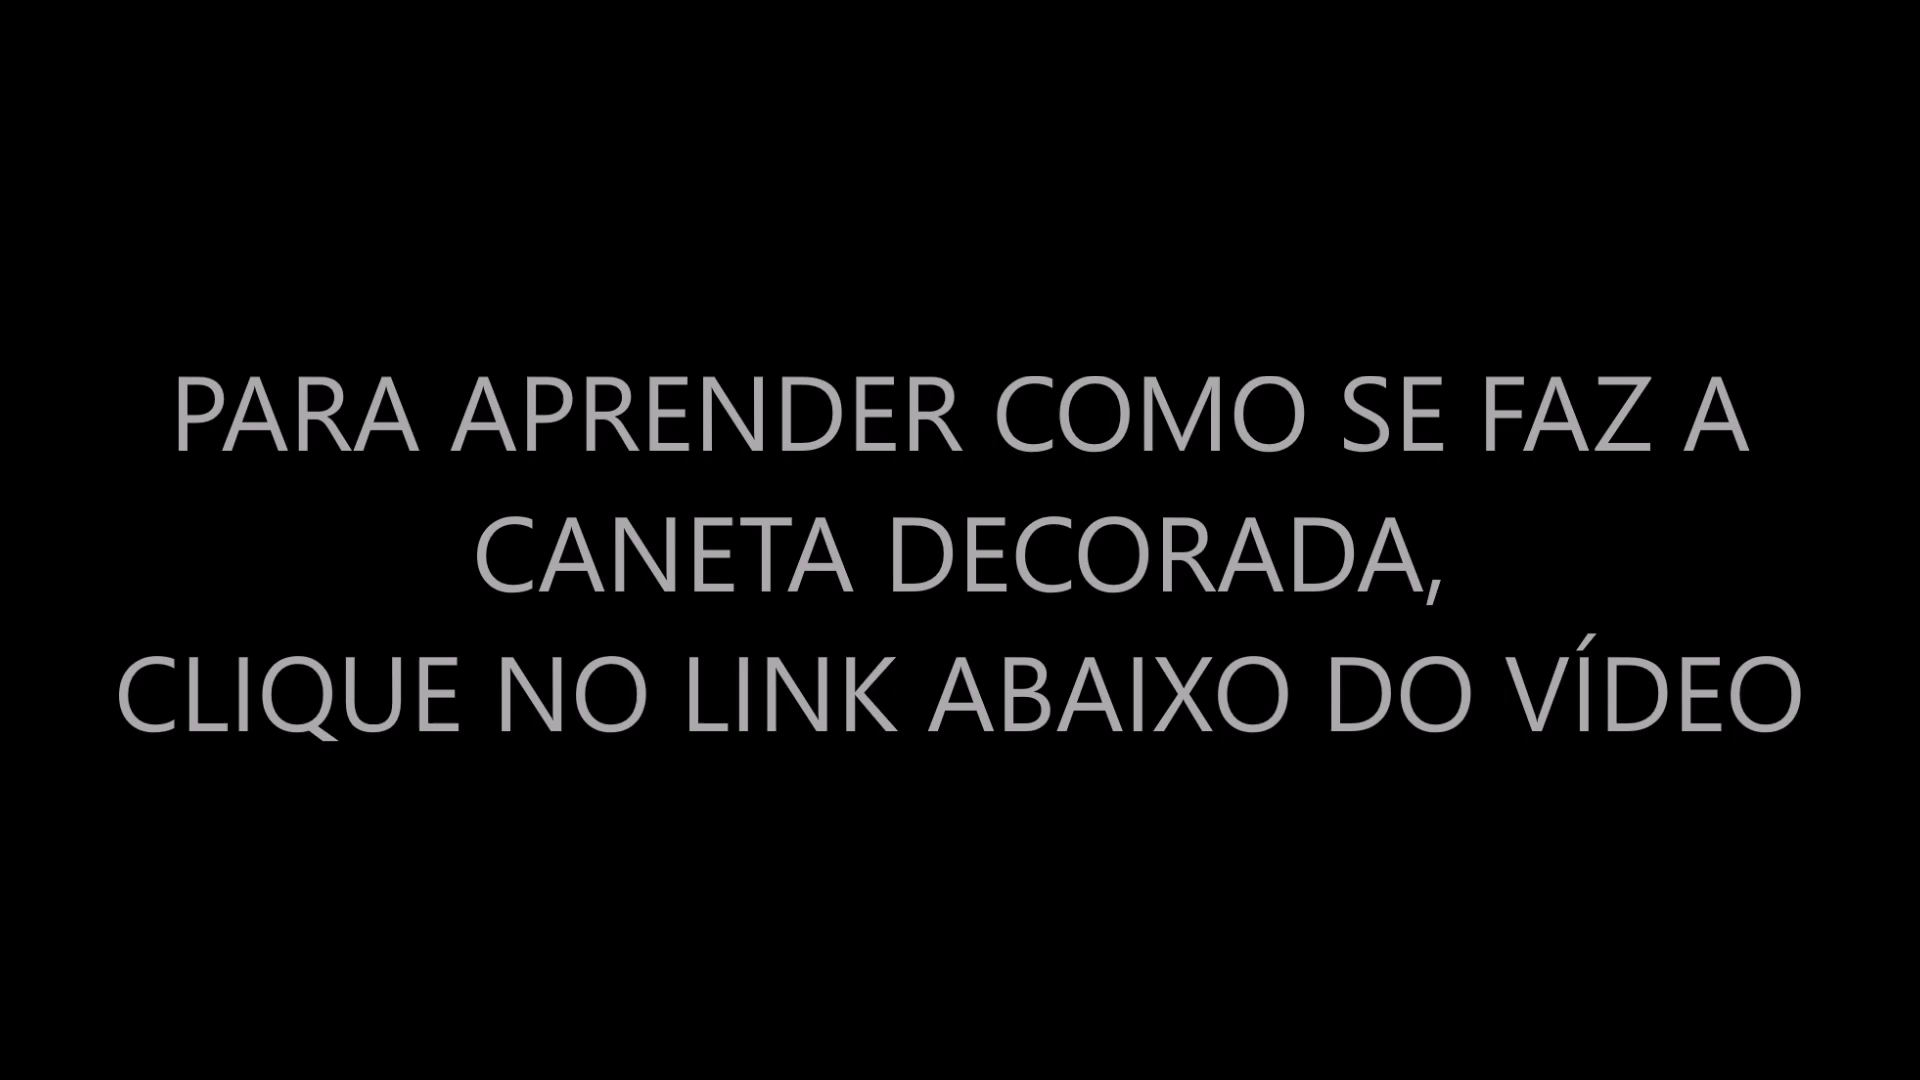 PARA APRENDER COMO SE FAZ A
CANETA DECORADA,
CLIQUE NO LINK ABAIXO DO VÍDEO